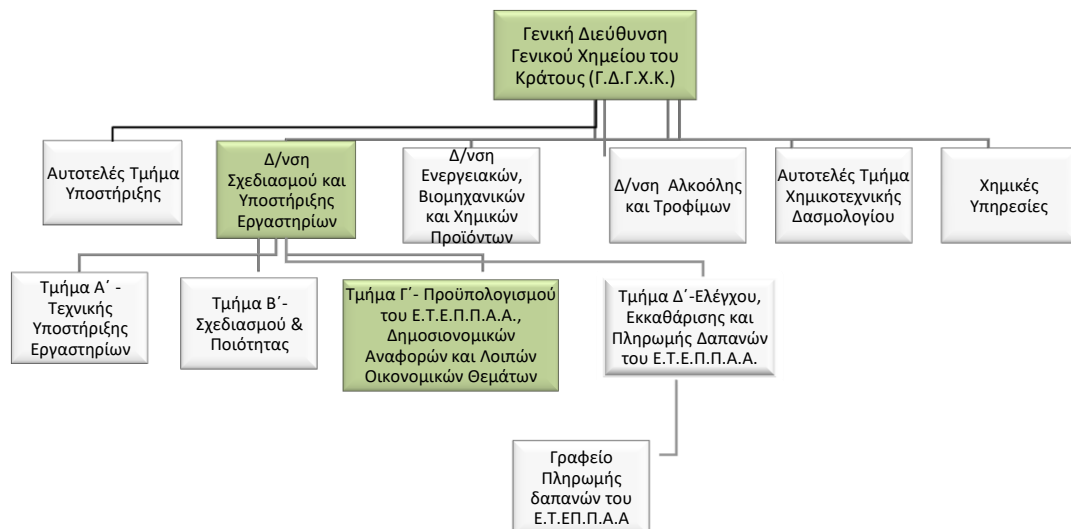 Γενική Διεύθυνση
Γενικού Χημείου του
Κράτους (Γ.Δ.Γ.Χ.Κ.)
Αυτοτελές Τμήμα
Υποστήριξης
Δ/νση
Σχεδιασμού και
Υποστήριξης
Εργαστηρίων
Δ/νση
Ενεργειακών,
Βιομηχανικών
και Χημικών
Προϊόντων
Δ/νση Αλκοόλης
και Τροφίμων
Αυτοτελές Τμήμα
Χημικοτεχνικής
Δασμολογίου
Χημικές
Υπηρεσίες
Τμήμα Α΄ -
Τεχνικής
Υποστήριξης
Εργαστηρίων
Τμήμα Β΄-
Σχεδιασμού &
Ποιότητας
Τμήμα Γ΄- Προϋπολογισμού
του Ε.Τ.Ε.Π.Π.Α.Α.,
Δημοσιονομικών
Αναφορών και Λοιπών
Οικονομικών Θεμάτων
Τμήμα Δ΄-Ελέγχου,
Εκκαθάρισης και
Πληρωμής Δαπανών
του Ε.Τ.Ε.Π.Π.Α.Α.
Γραφείο
Πληρωμής
δαπανών του
Ε.Τ.ΕΠ.Π.Α.Α